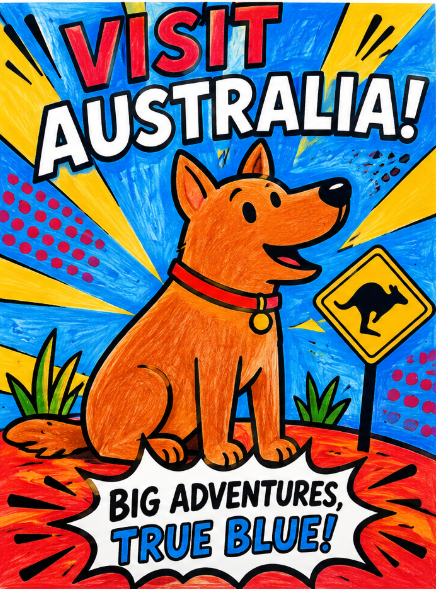 VISIT
AUSTRALIA!
BIG ADVENTURES,
TRUE BLUE!